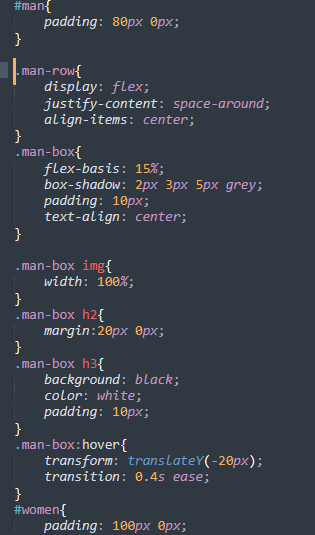 #man{
    padding: 80px 0px;
}
.man-row{
    display: flex;
    justify-content: space-around;
    align-items: center;
}
.man-box{
    flex-basis: 15%;
    box-shadow: 2px 3px 5px grey;
    padding: 10px;
    text-align: center;
}
.man-box img{
    width: 100%;
}
.man-box h2{
    margin:20px 0px;
}
.man-box h3{
    background: black;
    color: white;
    padding: 10px;
}
.man-box:hover{
    transform: translateY(-20px);
    transition: 0.4s ease;
}
#women{
    padding: 100px 0px;